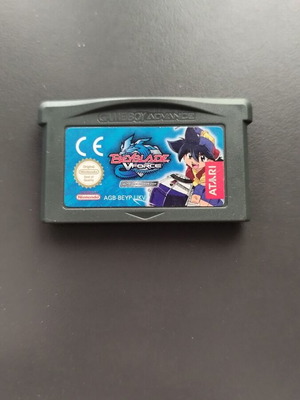 GAME BOY ADVANCE
CE
BEYBLADE
VFORCE
Nintendo
AGB-BEYP-UKV
ATARI